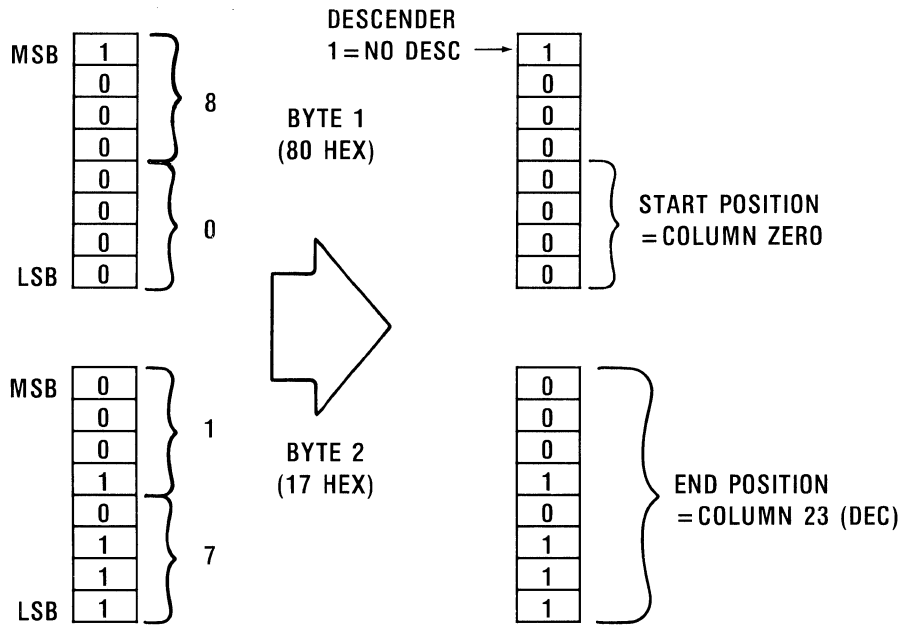 DESCENDER
1=NO DESC
MSB 1 1
0 0
0 8 0
0 BYTE 1 0
(80 HEX)
0 0
0 START POSITION 0
0 0 =COLUMN ZERO 0
LSB 0 0
MSB 0 0
0 0
0 1 0
1 BYTE 2 1
(17 HEX)
0 END POSITION 0
1 =COLUMN 23 (DEC) 1
1 7 1
LSB 1 1